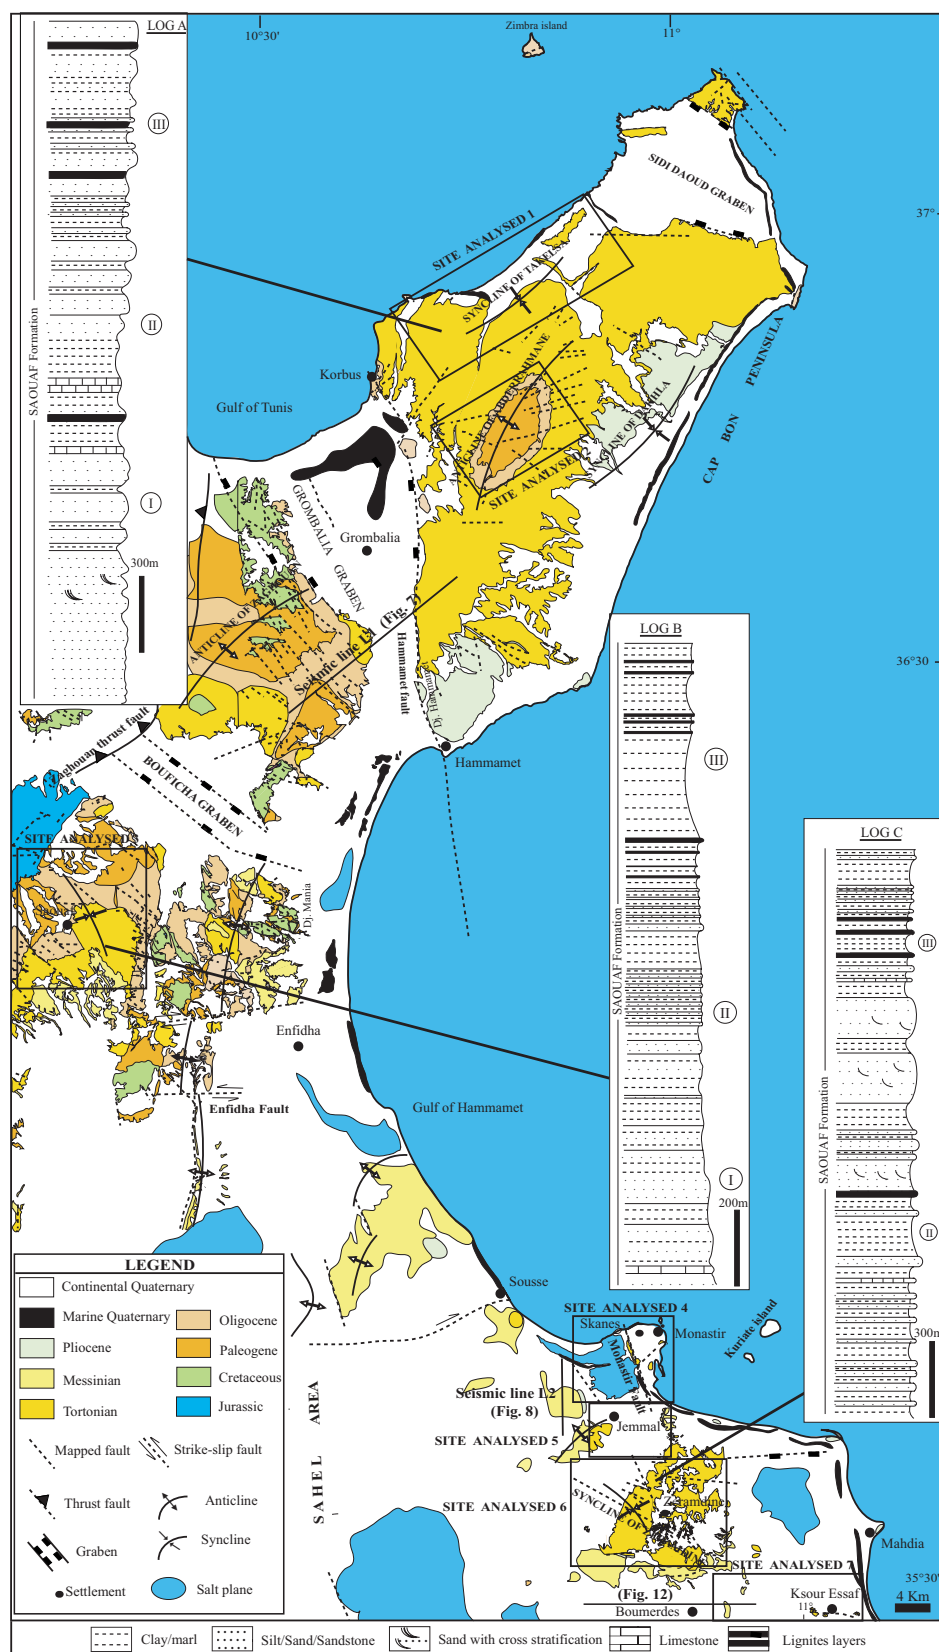 LOG A
10°30'
Zimbra island
11°
SAOUAF Formation
III
II
I
300m
37°
SIDI DAOUD GRABEN
SITE ANALYSED 1
SYNCLINE OF TAKELSA
Korbus
Gulf of Tunis
CAP BON PENINSULA
SITE ANALYSED
GROMBALIA GRABEN
Grombalia
ANTICLINE OF
Seismic line L1 (Fig. 7)
Hammamet fault
36°30
Hammamet
thrust fault
BOUFICHA GRABEN
SITE ANALYSED
Dj. Mania
Enfidha
Enfidha Fault
Gulf of Hammamet
LOG B
SAOUAF Formation
III
II
I
200m
LOG C
SAOUAF Formation
III
II
300m
LEGEND
Continental Quaternary
Marine Quaternary
Oligocene
Pliocene
Paleogene
Messinian
Cretaceous
Tortonian
Jurassic
Mapped fault
Strike-slip fault
Thrust fault
Anticline
Graben
Syncline
Settlement
Salt plane
Sousse
SITE ANALYSED 4
Skanes
Monastir
Kuriate island
Monastir Fault
Seismic line L2
(Fig. 8)
Jemmal
SITE ANALYSED 5
SAHEL AREA
SITE ANALYSED 6
SYNCLINE OF
Mahdia
SITE ANALYSED 7
35°30'
4 Km
(Fig. 12)
Boumerdes
Ksour Essaf
11°
Clay/marl
Silt/Sand/Sandstone
Sand with cross stratification
Limestone
Lignites layers